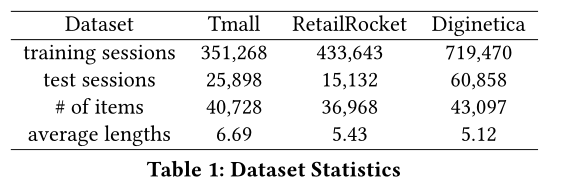 Dataset Tmall RetailRocket Diginetica
training sessions 351,268 433,643 719,470
test sessions 25,898 15,132 60,858
# of items 40,728 36,968 43,097
average lengths 6.69 5.43 5.12
Table 1: Dataset Statistics